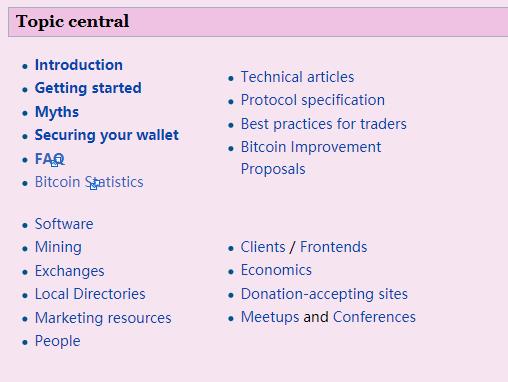 Topic central
Introduction
Getting started
Myths
Securing your wallet
FAQ
Bitcoin Statistics
Technical articles
Protocol specification
Best practices for traders
Bitcoin Improvement
Proposals
Software
Mining
Exchanges
Local Directories
Marketing resources
People
Clients / Frontends
Economics
Donation-accepting sites
Meetups and Conferences